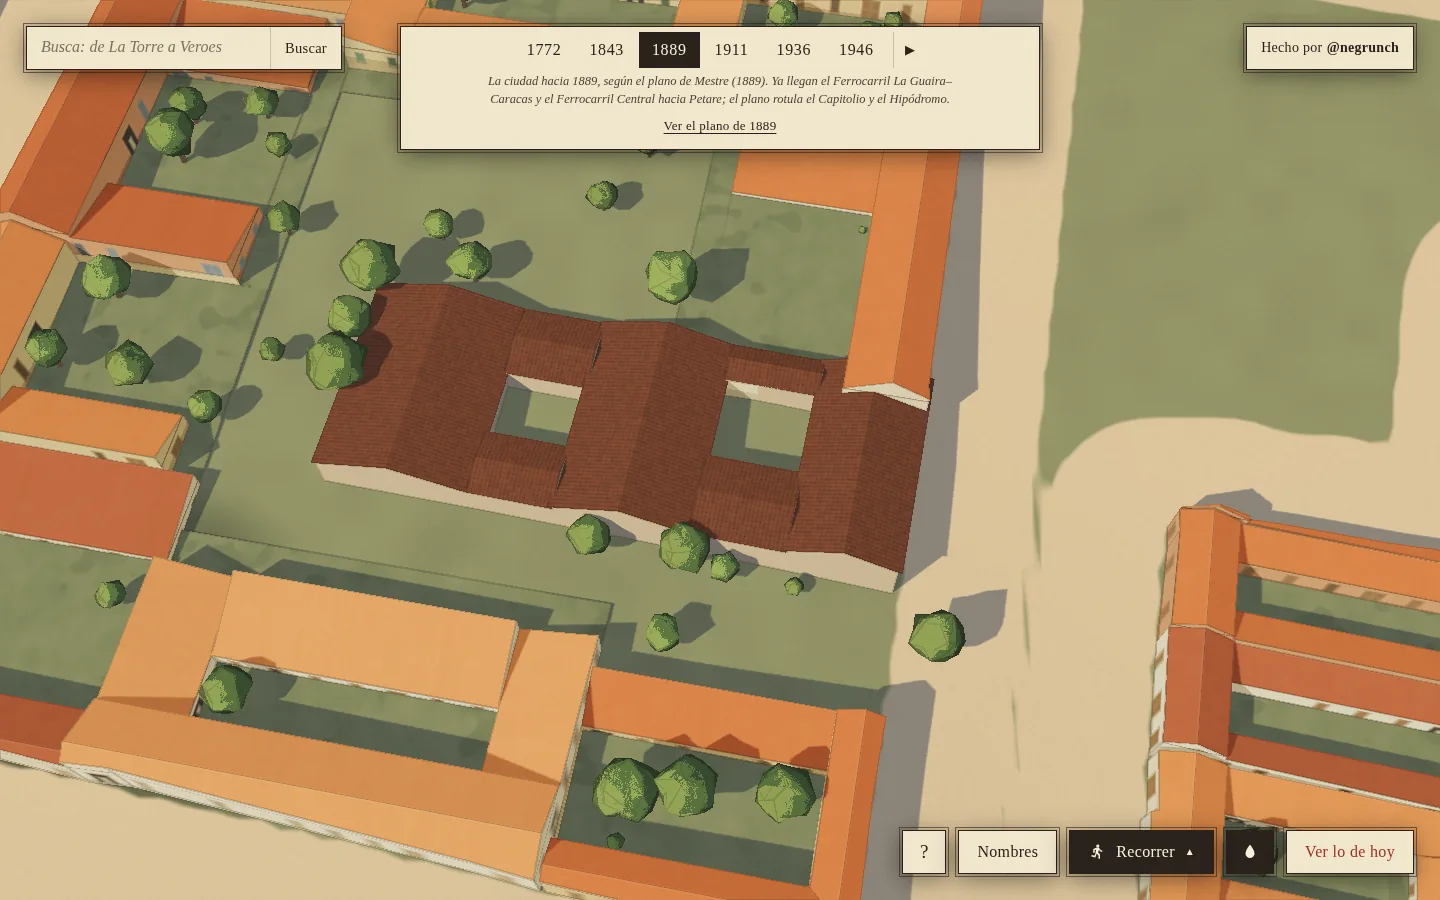 Busca: de La Torre a Veroes
Buscar
1772 1843 1889 1911 1936 1946 ▶
La ciudad hacia 1889, según el plano de Mestre (1889). Ya llegan el Ferrocarril La Guaira–
Caracas y el Ferrocarril Central hacia Petare; el plano rotula el Capitolio y el Hipódromo.
Ver el plano de 1889
Hecho por @negrunch
?
Nombres
Recorrer ▲
Ver lo de hoy